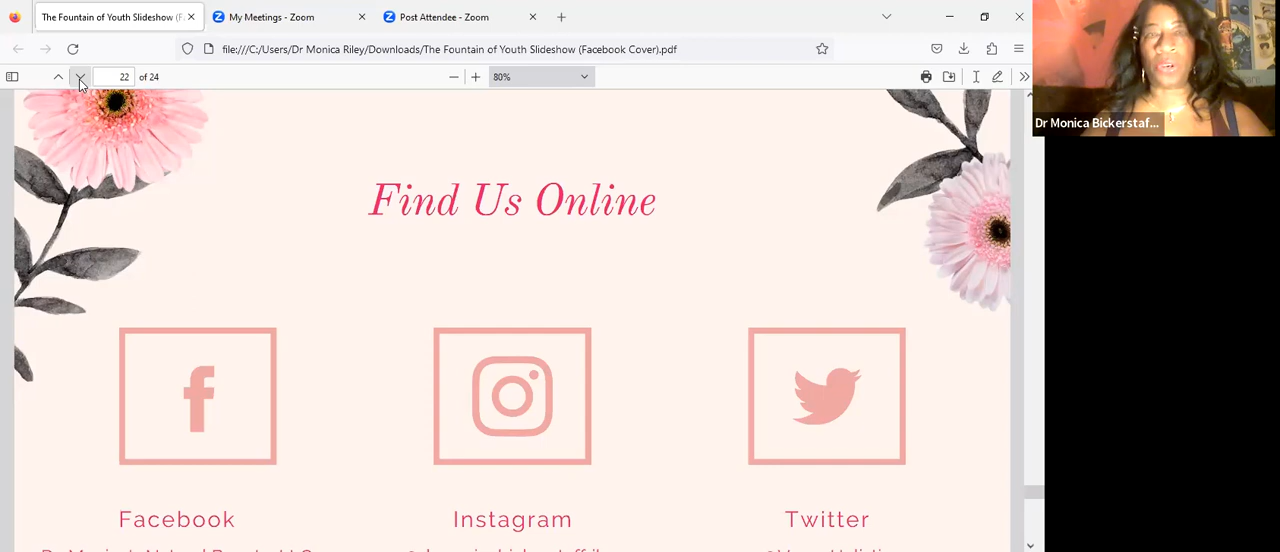 The Fountain of Youth Slideshow (F
My Meetings - Zoom
Post Attendee - Zoom
file:///C:/Users/Dr Monica Riley/Downloads/The Fountain of Youth Slideshow (Facebook Cover).pdf
22 of 24
80%
Dr Monica Bickerstaf...
Find Us Online
Facebook
Instagram
Twitter